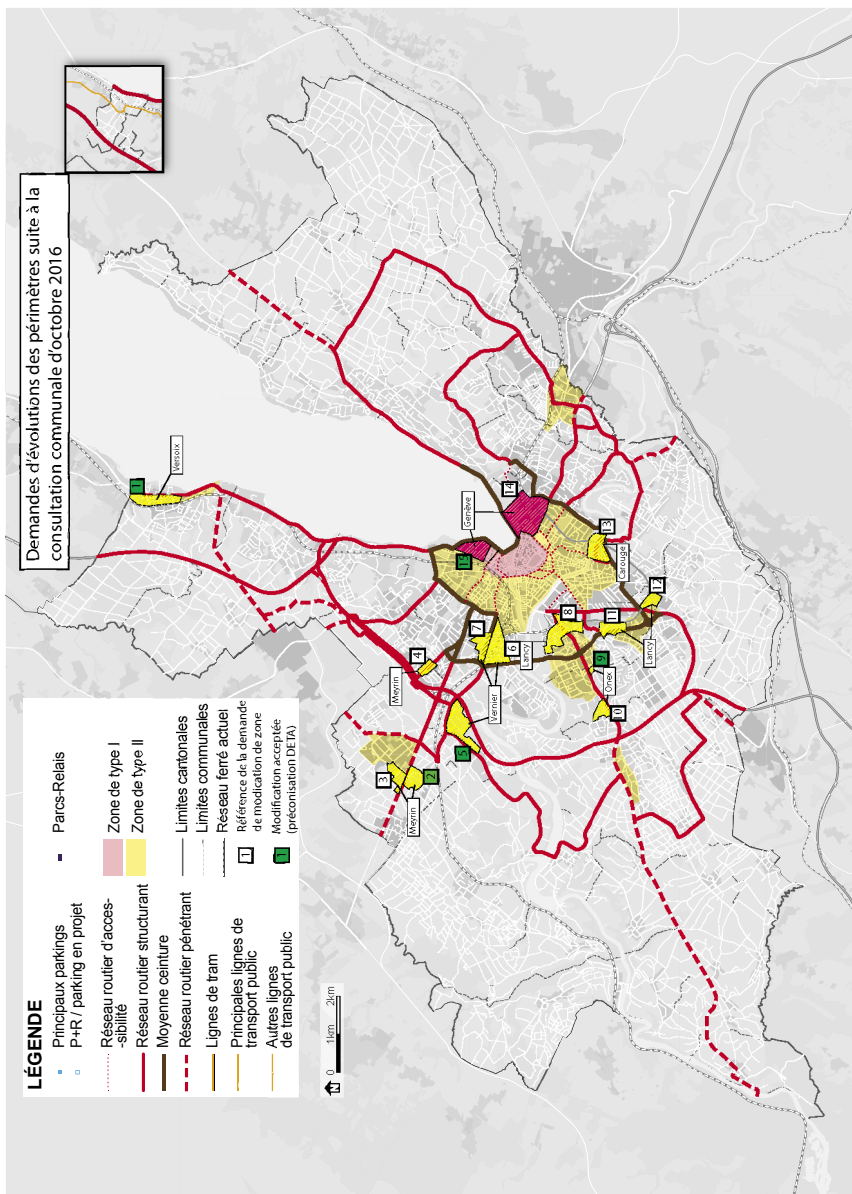 Demandes d'évolutions des périmètres suite à la
consultation communale d'octobre 2016
LÉGENDE
Principaux parkings
P+R / parking en projet
Réseau routier d'acces-
-sibilité
Réseau routier structurant
Moyenne ceinture
Réseau routier pénétrant
Lignes de tram
Principales lignes de
transport public
Autres lignes
de transport public
Parcs-Relais
Zone de type I
Zone de type II
Limites cantonales
Limites communales
Réseau ferré actuel
1
Référence de la demande
de modication de zone
1
Modification acceptée
(préconisation DETA)
0 1km 2km
1
Versoix
Genève
14
13
Carouge
12
11
Lancy
8
9
Onex
10
7
6
Lancy
Vernier
4
Meyrin
5
3
2
Meyrin